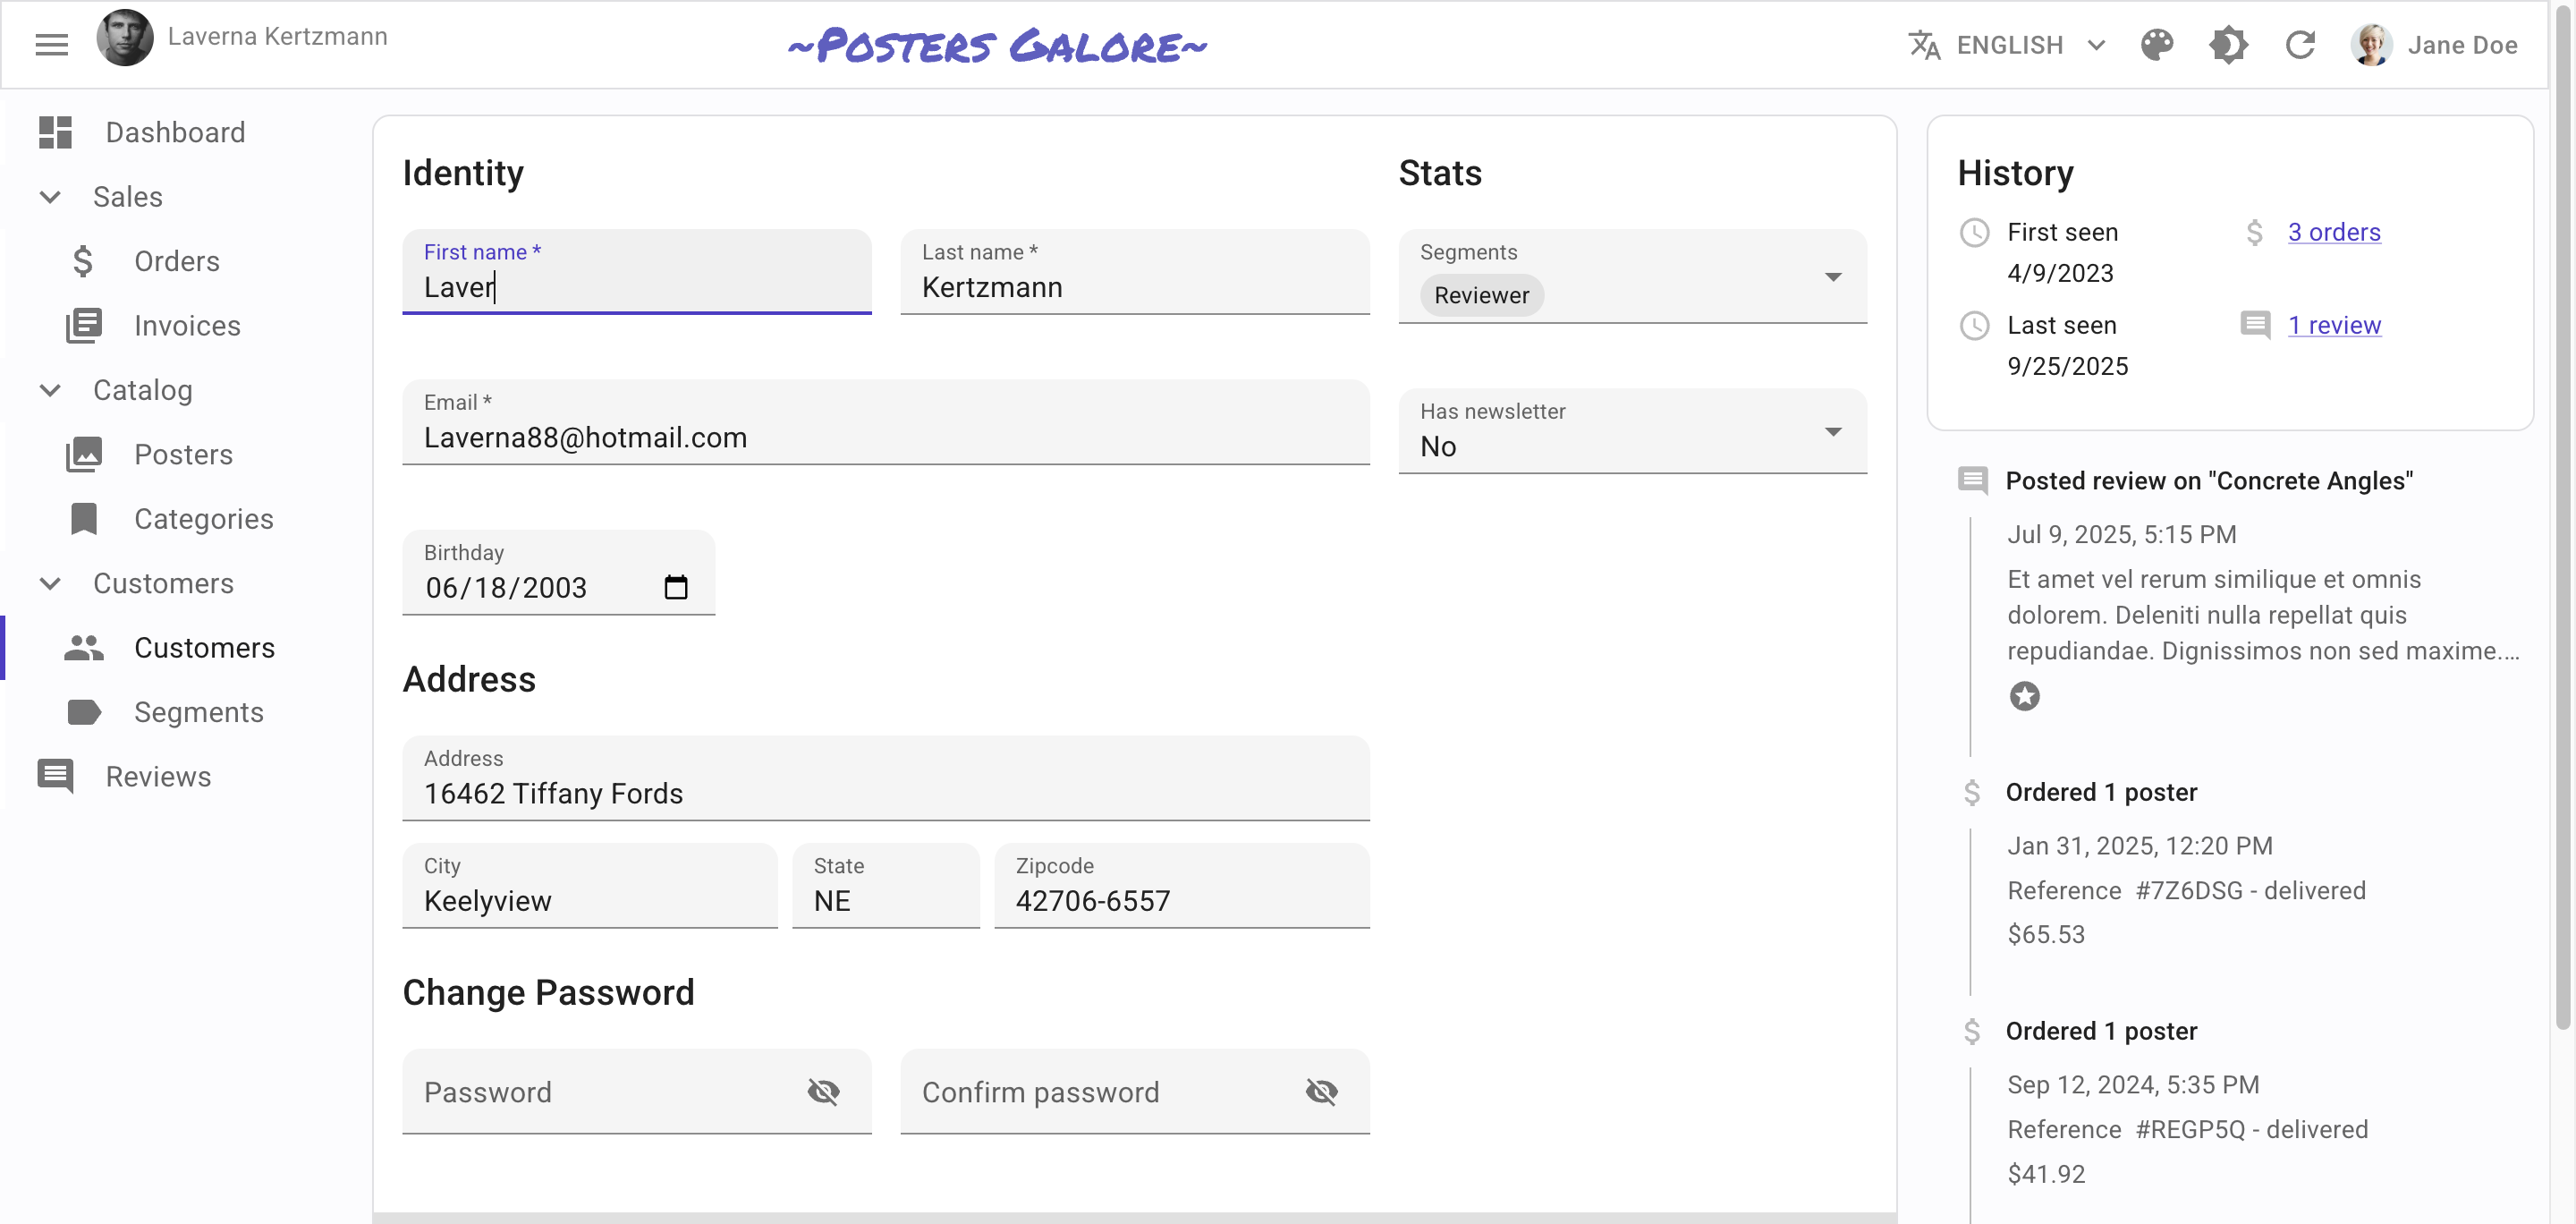 Laverna Kertzmann
~Posters Galore~
ENGLISH
Jane Doe
Dashboard
Sales
Orders
Invoices
Catalog
Posters
Categories
Customers
Customers
Segments
Reviews
Identity
First name *
Laver
Last name *
Kertzmann
Email *
Laverna88@hotmail.com
Birthday
06/18/2003
Address
Address
16462 Tiffany Fords
City
Keelyview
State
NE
Zipcode
42706-6557
Change Password
Password
Confirm password
Stats
Segments
Reviewer
Has newsletter
No
History
First seen
4/9/2023
3 orders
Last seen
9/25/2025
1 review
Posted review on "Concrete Angles"
Jul 9, 2025, 5:15 PM
Et amet vel rerum similique et omnis
dolorem. Deleniti nulla repellat quis
repudiandae. Dignissimos non sed maxime....
Ordered 1 poster
Jan 31, 2025, 12:20 PM
Reference #7Z6DSG - delivered
$65.53
Ordered 1 poster
Sep 12, 2024, 5:35 PM
Reference #REGP5Q - delivered
$41.92